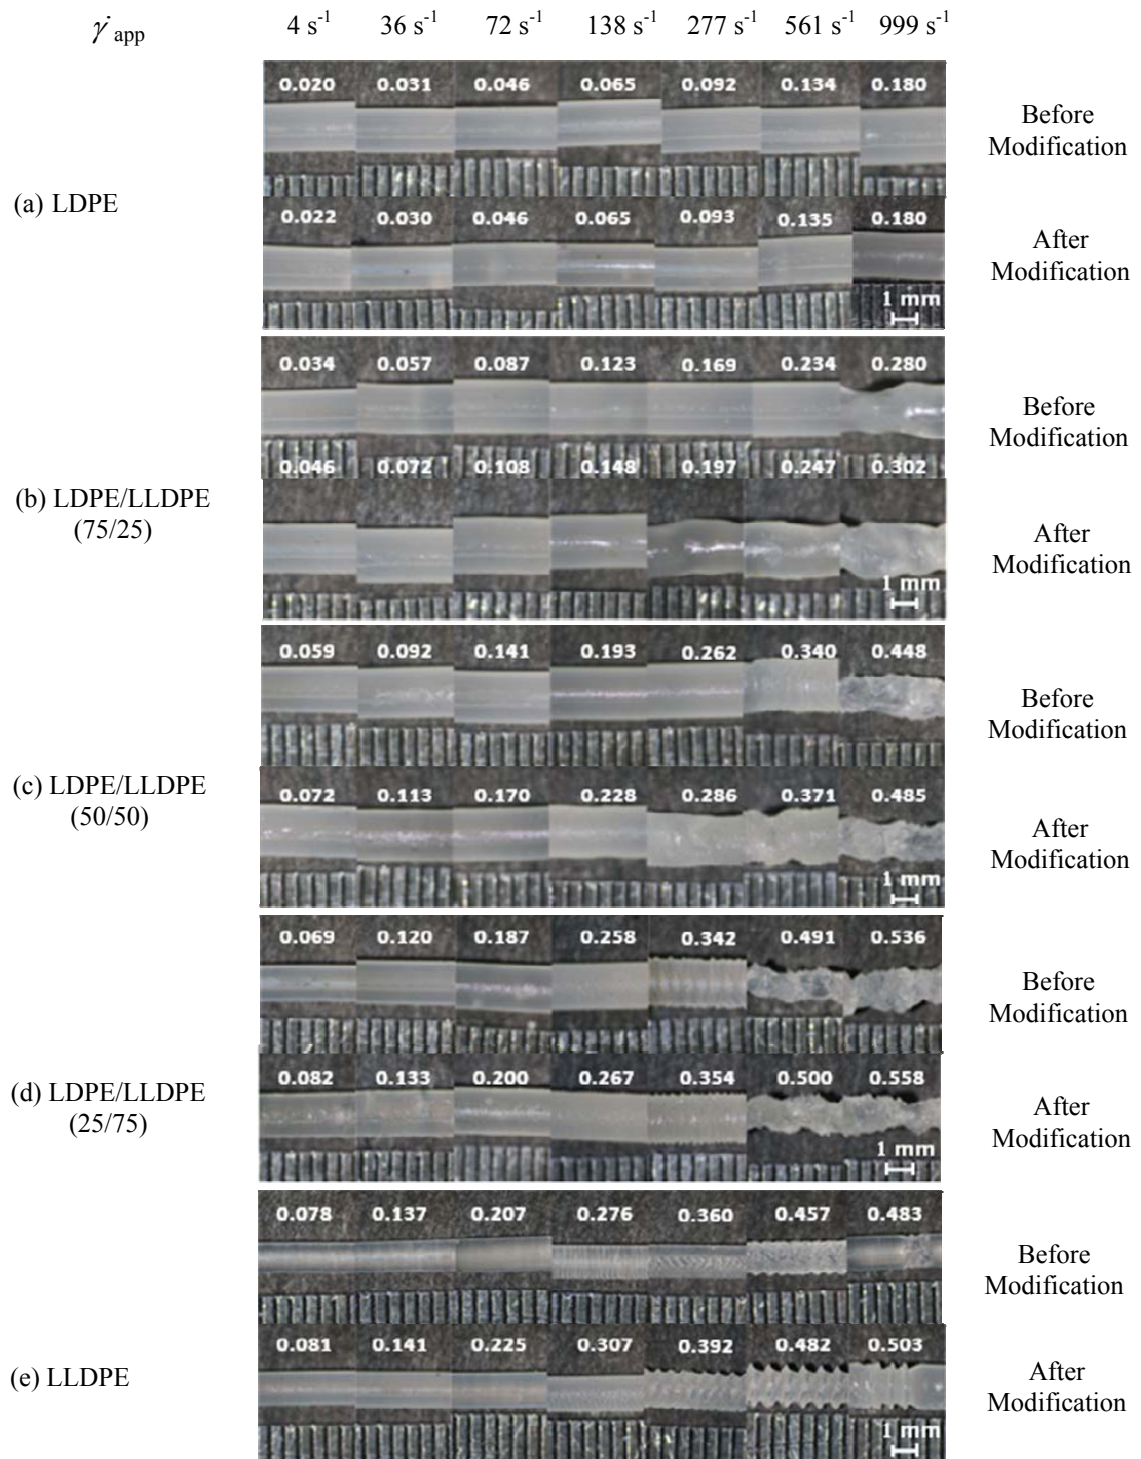 γ̇ app 4 s⁻¹ 36 s⁻¹ 72 s⁻¹ 138 s⁻¹ 277 s⁻¹ 561 s⁻¹ 999 s⁻¹
0.020 0.031 0.046 0.065 0.092 0.134 0.180
Before
Modification
(a) LDPE
0.022 0.030 0.046 0.065 0.093 0.135 0.180
After
Modification
1 mm
0.034 0.057 0.087 0.123 0.169 0.234 0.280
Before
Modification
0.046 0.072 0.108 0.148 0.197 0.247 0.302
(b) LDPE/LLDPE
(75/25)
After
Modification
1 mm
0.059 0.092 0.141 0.193 0.262 0.340 0.448
Before
Modification
(c) LDPE/LLDPE
(50/50)
0.072 0.113 0.170 0.228 0.286 0.371 0.485
After
Modification
1 mm
0.069 0.120 0.187 0.258 0.342 0.491 0.536
Before
Modification
(d) LDPE/LLDPE
(25/75)
0.082 0.133 0.200 0.267 0.354 0.500 0.558
After
Modification
1 mm
0.078 0.137 0.207 0.276 0.360 0.457 0.483
Before
Modification
0.081 0.141 0.225 0.307 0.392 0.482 0.503
(e) LLDPE
After
Modification
1 mm